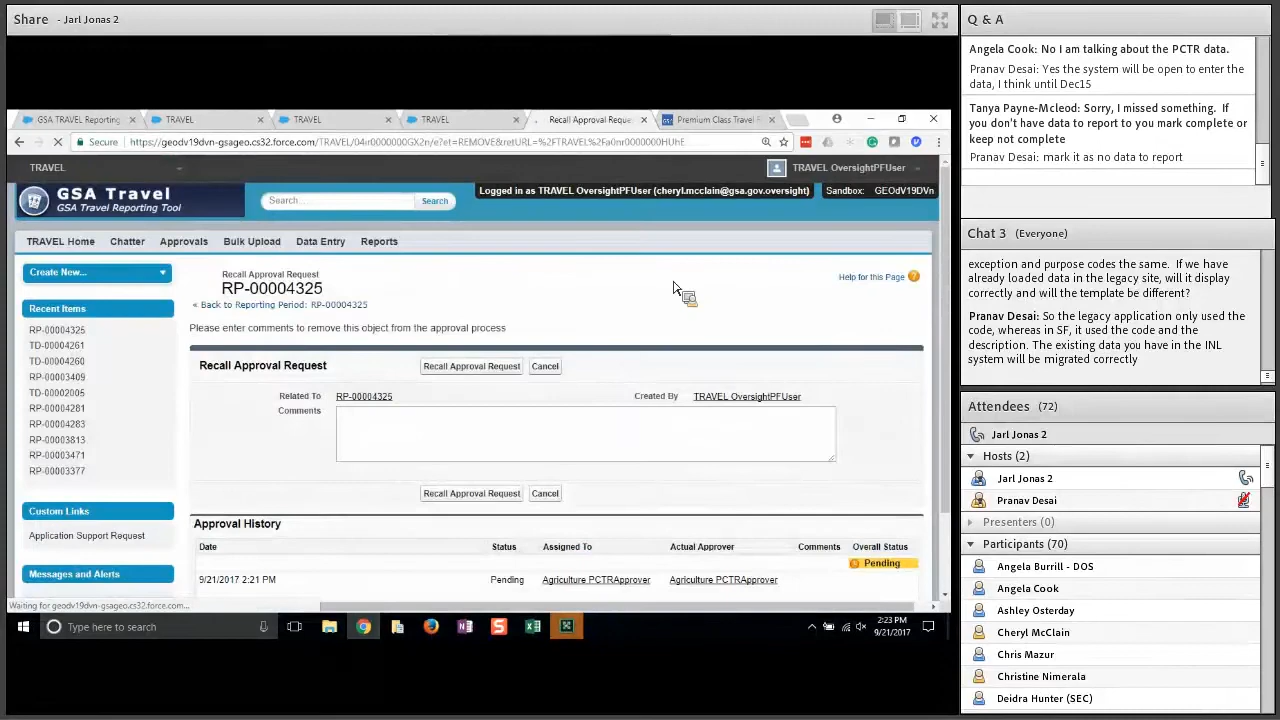 Share - Jarl Jonas 2
GSA Travel Reporting
TRAVEL
TRAVEL
TRAVEL
Recall Approval Reque
Premium Class Travel F
Secure
https://geodv19dvn-gsageo.cs32.force.com/TRAVEL/04r0000000GX2n/e?et=REMOVE&retURL=%2FTRAVEL%2Fa0nr0000000HUhE
TRAVEL
TRAVEL OversightPFUser
GSA Travel
GSA Travel Reporting Tool
Search...
Search
Logged in as TRAVEL OversightPFUser (cheryl.mcclain@gsa.gov.oversight)
Sandbox: GEOdV19DVn
TRAVEL Home
Chatter
Approvals
Bulk Upload
Data Entry
Reports
Create New...
Recent Items
RP-00004325
TD-00004261
TD-00004260
RP-00003409
TD-00002005
RP-00004281
RP-00004283
RP-00003813
RP-00003471
RP-00003377
Custom Links
Application Support Request
Messages and Alerts
Recall Approval Request
RP-00004325
« Back to Reporting Period: RP-00004325
Help for this Page
Please enter comments to remove this object from the approval process
Recall Approval Request
Recall Approval Request
Cancel
Related To
RP-00004325
Created By
TRAVEL OversightPFUser
Comments
Recall Approval Request
Cancel
Approval History
Date
Status
Assigned To
Actual Approver
Comments
Overall Status
Pending
9/21/2017 2:21 PM
Pending
Agriculture PCTRApprover
Agriculture PCTRApprover
Waiting for geodv19dvn-gsageo.cs32.force.com...
Type here to search
2:23 PM
9/21/2017
Q & A
Angela Cook: No I am talking about the PCTR data.
Pranav Desai: Yes the system will be open to enter the
data, I think until Dec15
Tanya Payne-Mcleod: Sorry, I missed something. If
you don't have data to report to you mark complete or
keep not complete
Pranav Desai: mark it as no data to report
Chat 3 (Everyone)
exception and purpose codes the same. If we have
already loaded data in the legacy site, will it display
correctly and will the template be different?
Pranav Desai: So the legacy application only used the
code, whereas in SF, it used the code and the
description. The existing data you have in the INL
system will be migrated correctly
Attendees (72)
Jarl Jonas 2
Hosts (2)
Jarl Jonas 2
Pranav Desai
Presenters (0)
Participants (70)
Angela Burrill - DOS
Angela Cook
Ashley Osterday
Cheryl McClain
Chris Mazur
Christine Nimerala
Deidra Hunter (SEC)